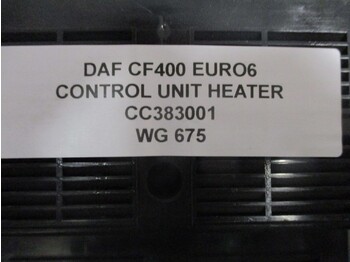 DAF CF400 EURO6
CONTROL UNIT HEATER
CC383001
WG 675